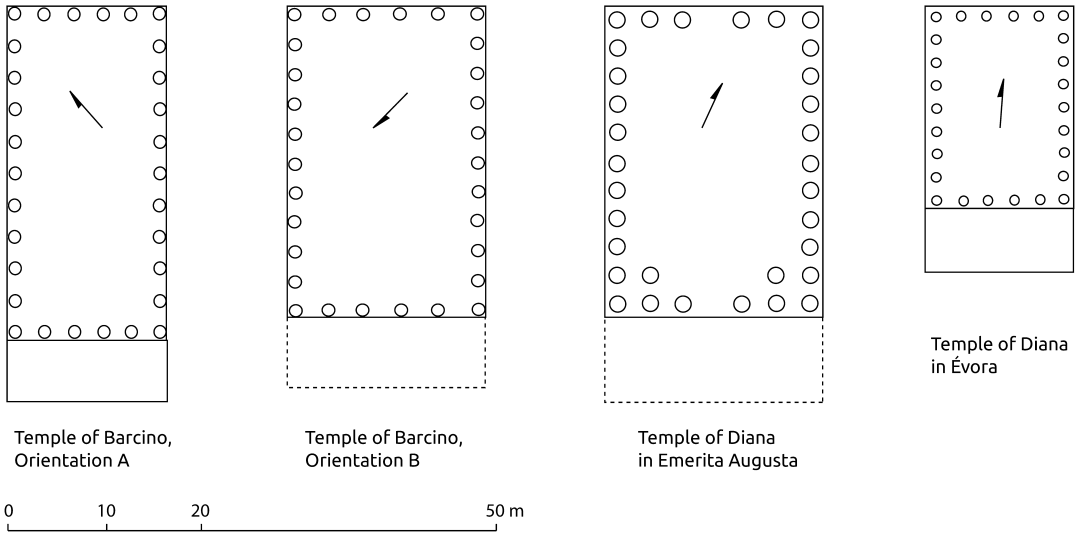 Temple of Barcino,
Orientation A
Temple of Barcino,
Orientation B
Temple of Diana
in Emerita Augusta
Temple of Diana
in Évora
0 10 20 50 m